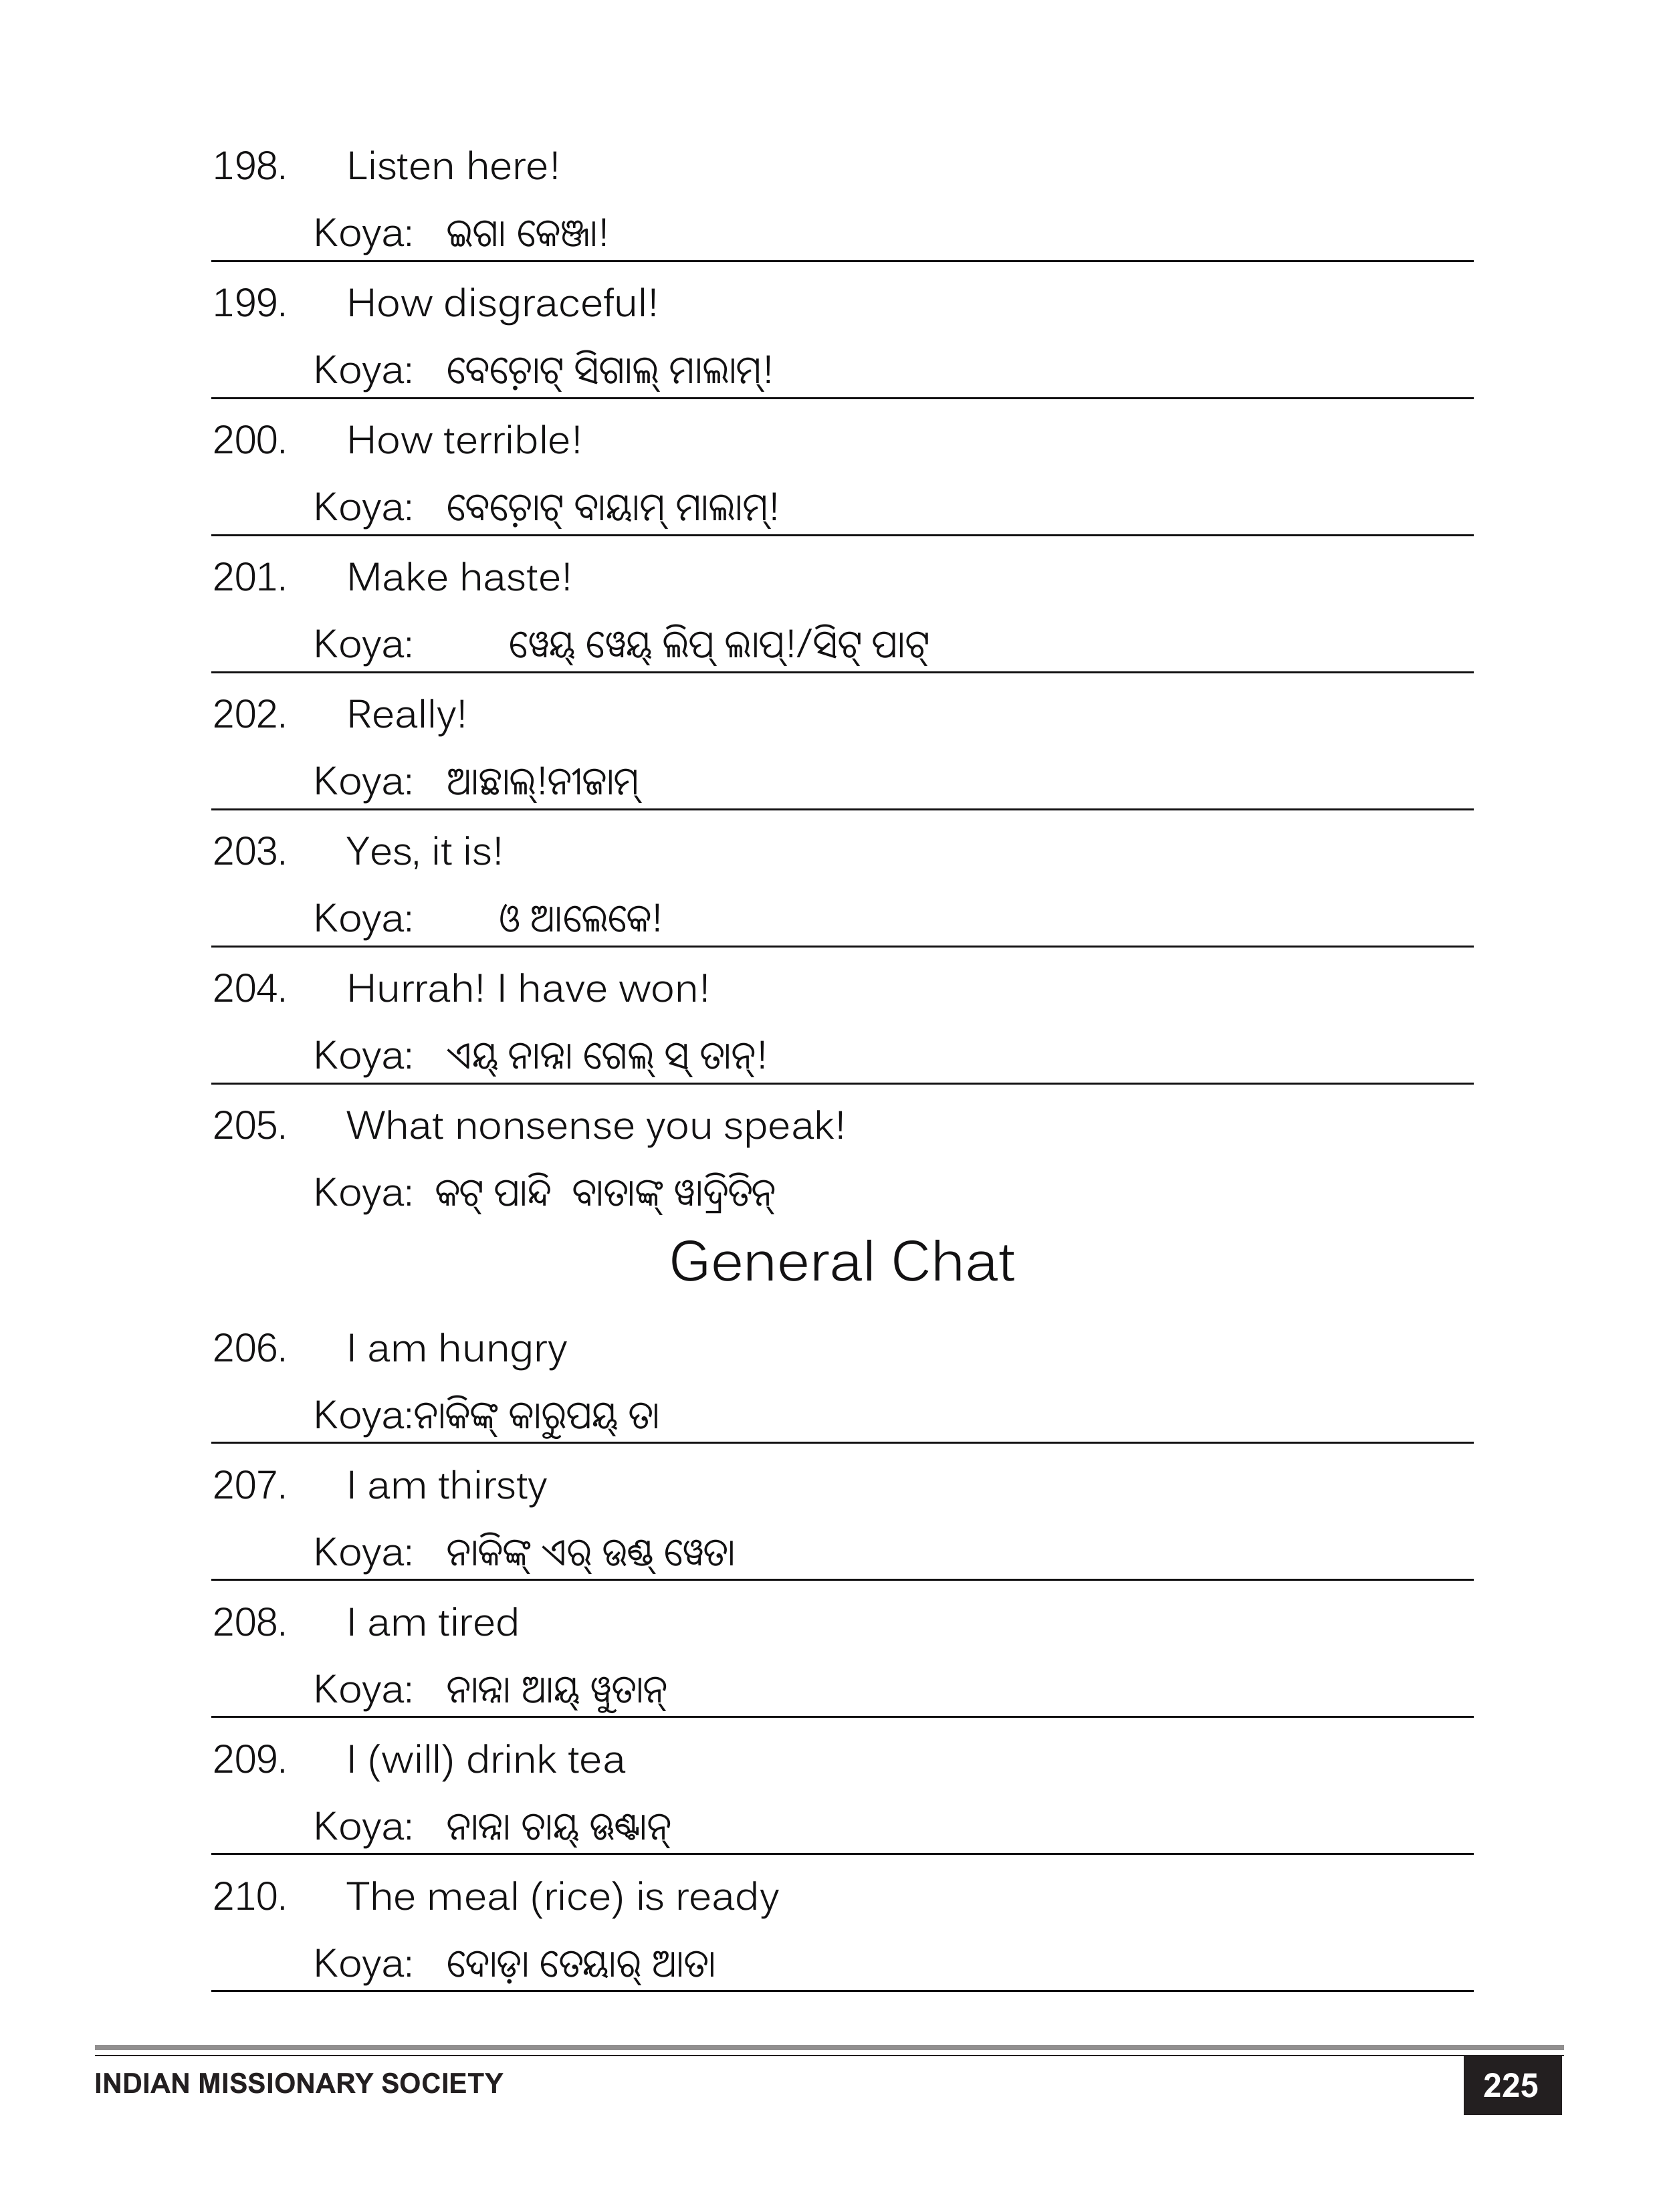 198. Listen here!
Koya: ଇଗା କେଞ୍ଜା!
199. How disgraceful!
Koya: ବେଚ଼ୋଟ୍ ସିଗାଲ୍ ମାଲାମ୍!
200. How terrible!
Koya: ବେଚ଼ୋଟ୍ ବାୟାମ୍ ମାଲାମ୍!
201. Make haste!
Koya: ୱେୟ୍ ୱେୟ୍ ଲିପ୍ ଲାପ୍!/ସିଟ୍ ପାଟ୍
202. Really!
Koya: ଆଛାଲ୍!ନୀଜାମ୍
203. Yes, it is!
Koya: ଓ ଆଲେକେ!
204. Hurrah! I have won!
Koya: ଏୟ୍ ନାନ୍ନା ଗେଲ୍ ସ୍ ତାନ୍!
205. What nonsense you speak!
Koya: କଟ୍ ପାନ୍ଦି ବାତାଙ୍କ୍ ୱାଦ୍ରିତିନ୍
General Chat
206. I am hungry
Koya:ନାକିଙ୍କ୍ କାରୁପୟ୍ ତା
207. I am thirsty
Koya: ନାକିଙ୍କ୍ ଏର୍ ଉଣ୍ଡ୍ ୱେତା
208. I am tired
Koya: ନାନ୍ନା ଆୟ୍ ୱୁତାନ୍
209. I (will) drink tea
Koya: ନାନ୍ନା ଚାୟ୍ ଊଣ୍ଟାନ୍
210. The meal (rice) is ready
Koya: ଦୋଡ଼ା ତେୟାର୍ ଆତା
INDIAN MISSIONARY SOCIETY
225